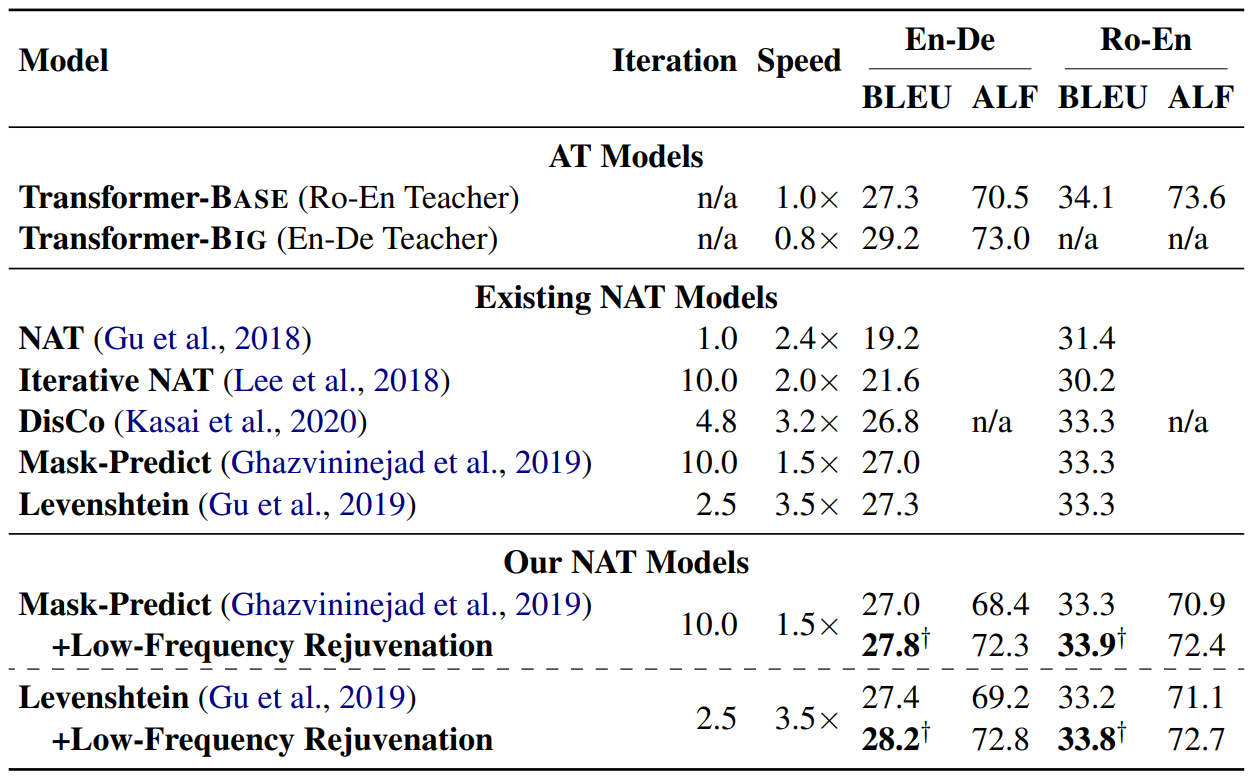 Model Iteration Speed En-De Ro-En
BLEU ALF BLEU ALF
AT Models
Transformer-BASE (Ro-En Teacher) n/a 1.0× 27.3 70.5 34.1 73.6
Transformer-BIG (En-De Teacher) n/a 0.8× 29.2 73.0 n/a n/a
Existing NAT Models
NAT (Gu et al., 2018) 1.0 2.4× 19.2 31.4
Iterative NAT (Lee et al., 2018) 10.0 2.0× 21.6 30.2
DisCo (Kasai et al., 2020) 4.8 3.2× 26.8 n/a 33.3 n/a
Mask-Predict (Ghazvininejad et al., 2019) 10.0 1.5× 27.0 33.3
Levenshtein (Gu et al., 2019) 2.5 3.5× 27.3 33.3
Our NAT Models
Mask-Predict (Ghazvininejad et al., 2019) 10.0 1.5× 27.0 68.4 33.3 70.9
+Low-Frequency Rejuvenation 27.8† 72.3 33.9† 72.4
Levenshtein (Gu et al., 2019) 2.5 3.5× 27.4 69.2 33.2 71.1
+Low-Frequency Rejuvenation 28.2† 72.8 33.8† 72.7